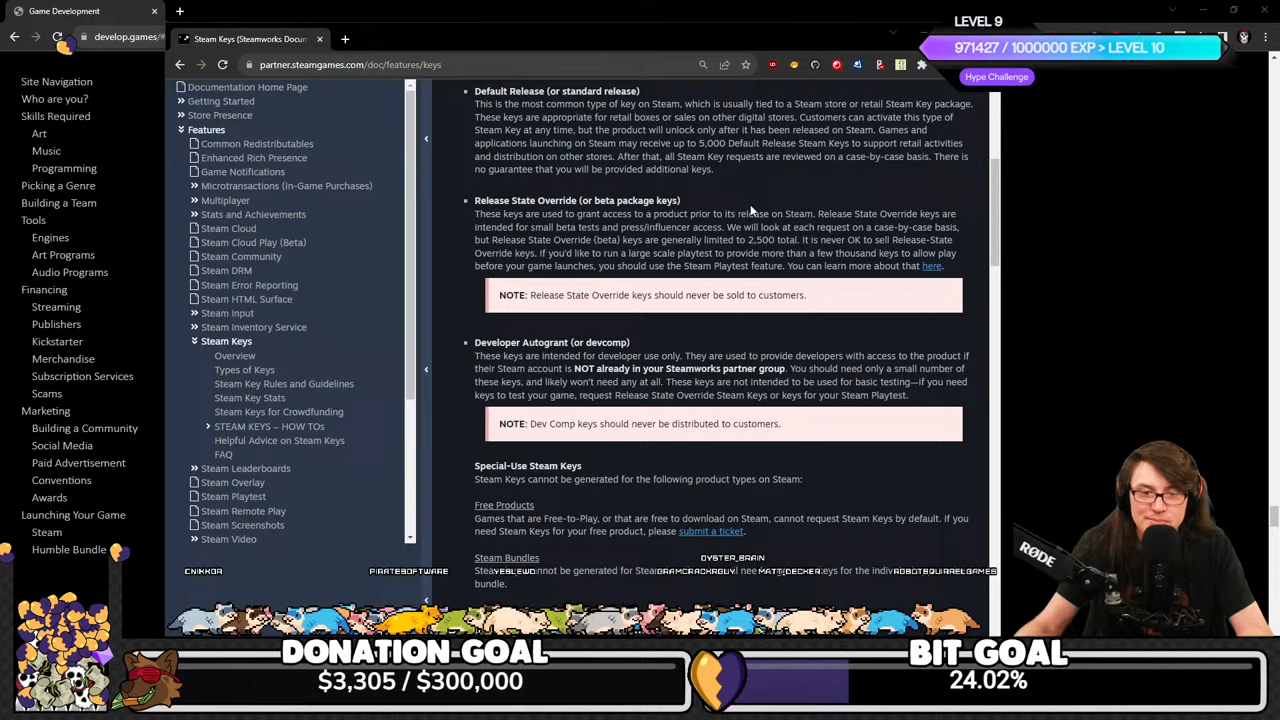 Game Development
develop.games/#
Site Navigation
Who are you?
Skills Required
Art
Music
Programming
Picking a Genre
Building a Team
Tools
Engines
Art Programs
Audio Programs
Financing
Streaming
Publishers
Kickstarter
Merchandise
Subscription Services
Scams
Marketing
Building a Community
Social Media
Paid Advertisement
Conventions
Awards
Launching Your Game
Steam
Humble Bundle
Steam Keys (Steamworks Docum
partner.steamgames.com/doc/features/keys
Documentation Home Page
Getting Started
Store Presence
Features
Common Redistributables
Enhanced Rich Presence
Game Notifications
Microtransactions (In-Game Purchases)
Multiplayer
Stats and Achievements
Steam Cloud
Steam Cloud Play (Beta)
Steam Community
Steam DRM
Steam Error Reporting
Steam HTML Surface
Steam Input
Steam Inventory Service
Steam Keys
Overview
Types of Keys
Steam Key Rules and Guidelines
Steam Key Stats
Steam Keys for Crowdfunding
STEAM KEYS – HOW TOs
Helpful Advice on Steam Keys
FAQ
Steam Leaderboards
Steam Overlay
Steam Playtest
Steam Remote Play
Steam Screenshots
Steam Video
Default Release (or standard release)
This is the most common type of key on Steam, which is usually tied to a Steam store or retail Steam Key package.
These keys are appropriate for retail boxes or sales on other digital stores. Customers can activate this type of
Steam Key at any time, but the product will unlock only after it has been released on Steam. Games and
applications launching on Steam may receive up to 5,000 Default Release Steam Keys to support retail activities
and distribution on other stores. After that, all Steam Key requests are reviewed on a case-by-case basis. There is
no guarantee that you will be provided additional keys.
Release State Override (or beta package keys)
These keys are used to grant access to a product prior to its release on Steam. Release State Override keys are
intended for small beta tests and press/influencer access. We will look at each request on a case-by-case basis,
but Release State Override (beta) keys are generally limited to 2,500 total. It is never OK to sell Release-State
Override keys. If you'd like to run a large scale playtest to provide more than a few thousand keys to allow play
before your game launches, you should use the Steam Playtest feature. You can learn more about that here.
NOTE: Release State Override keys should never be sold to customers.
Developer Autogrant (or devcomp)
These keys are intended for developer use only. They are used to provide developers with access to the product if
their Steam account is NOT already in your Steamworks partner group. You should need only a small number of
these keys, and likely won't need any at all. These keys are not intended to be used for basic testing—if you need
keys to test your game, request Release State Override Steam Keys or keys for your Steam Playtest.
NOTE: Dev Comp keys should never be distributed to customers.
Special-Use Steam Keys
Steam Keys cannot be generated for the following product types on Steam:
Free Products
Games that are Free-to-Play, or that are free to download on Steam, cannot request Steam Keys by default. If you
need Steam Keys for your free product, please submit a ticket.
Steam Bundles
OYSTER_BRAIN
cannot be generated for keys for the
bundle.
CNIKKOR
PIRATESOFTWARE
MATTDECKER
ROBOTSQUIRRELGAMES
LEVEL 9
971427 / 1000000 EXP > LEVEL 10
Hype Challenge
RØDE
DONATION GOAL
$3,305 / $300,000
BIT GOAL
24.02%